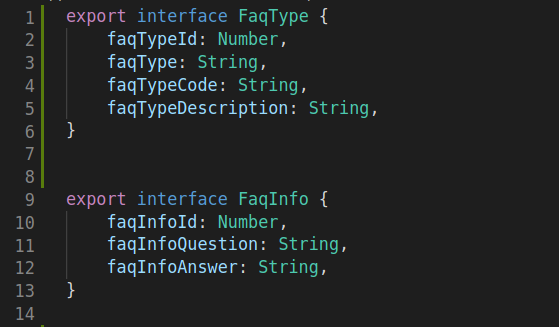 1 export interface FaqType {
2 faqTypeId: Number,
3 faqType: String,
4 faqTypeCode: String,
5 faqTypeDescription: String,
6 }
7
8
9 export interface FaqInfo {
10 faqInfoId: Number,
11 faqInfoQuestion: String,
12 faqInfoAnswer: String,
13 }
14